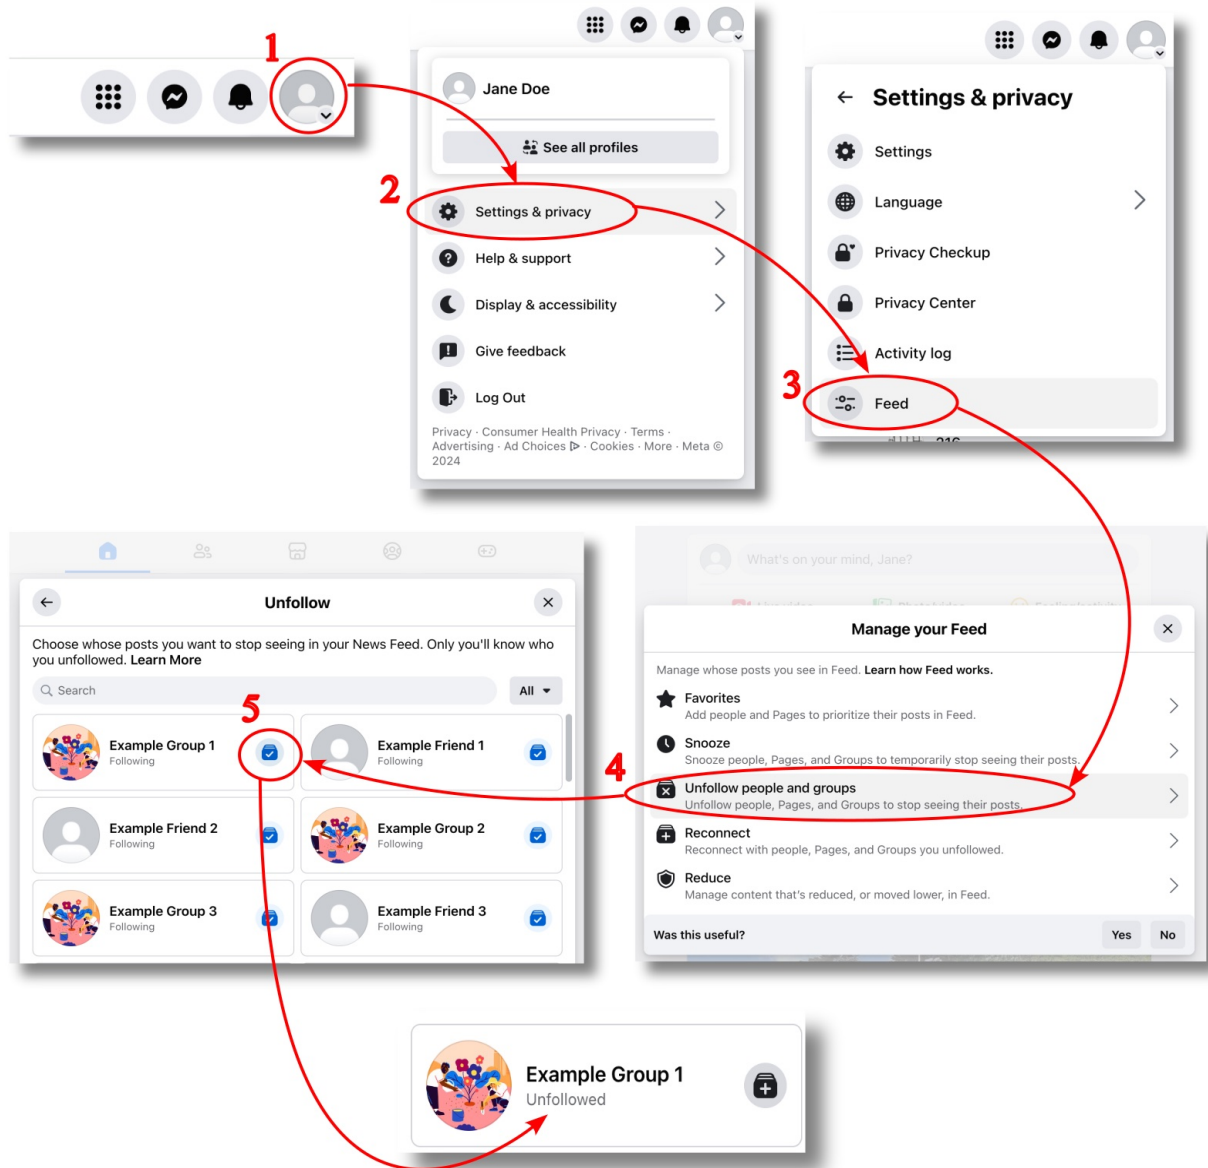 1
Jane Doe
See all profiles
2
Settings & privacy
Help & support
Display & accessibility
Give feedback
Log Out
Privacy · Consumer Health Privacy · Terms ·
Advertising · Ad Choices · Cookies · More · Meta ©
2024
Settings & privacy
Settings
Language
Privacy Checkup
Privacy Center
Activity log
3
Feed
What's on your mind, Jane?
Manage your Feed
Manage whose posts you see in Feed. Learn how Feed works.
Favorites
Add people and Pages to prioritize their posts in Feed.
Snooze
Snooze people, Pages, and Groups to temporarily stop seeing their posts.
4
Unfollow people and groups
Unfollow people, Pages, and Groups to stop seeing their posts.
Reconnect
Reconnect with people, Pages, and Groups you unfollowed.
Reduce
Manage content that's reduced, or moved lower, in Feed.
Was this useful?
Yes
No
Unfollow
Choose whose posts you want to stop seeing in your News Feed. Only you'll know who
you unfollowed. Learn More
Search
All
5
Example Group 1
Following
Example Friend 1
Following
Example Friend 2
Following
Example Group 2
Following
Example Group 3
Following
Example Friend 3
Following
Example Group 1
Unfollowed